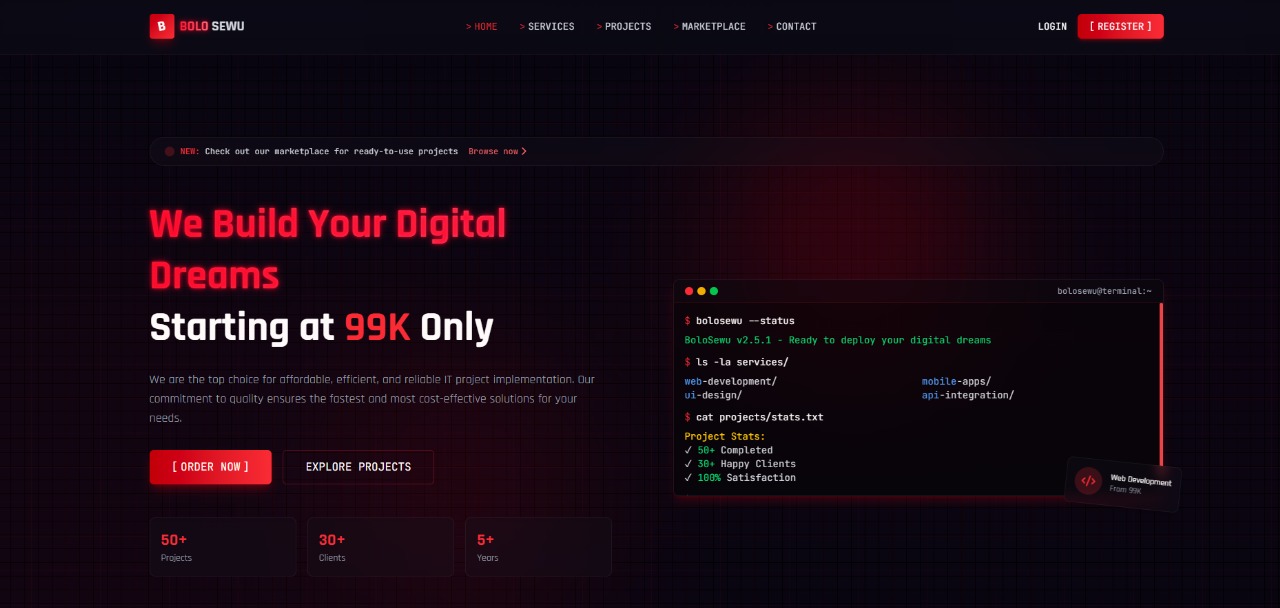 B BOLO SEWU
> HOME > SERVICES > PROJECTS > MARKETPLACE > CONTACT
LOGIN [ REGISTER ]
NEW: Check out our marketplace for ready-to-use projects Browse now >
We Build Your Digital
Dreams
Starting at 99K Only
We are the top choice for affordable, efficient, and reliable IT project implementation. Our
commitment to quality ensures the fastest and most cost-effective solutions for your
needs.
[ ORDER NOW ] EXPLORE PROJECTS
50+
Projects
30+
Clients
5+
Years
bolosewu@terminal:~
$ bolosewu --status
BoloSewu v2.5.1 - Ready to deploy your digital dreams
$ ls -la services/
web-development/ mobile-apps/
ui-design/ api-integration/
$ cat projects/stats.txt
Project Stats:
✓ 50+ Completed
✓ 30+ Happy Clients
✓ 100% Satisfaction
</> Web Development
From 99K